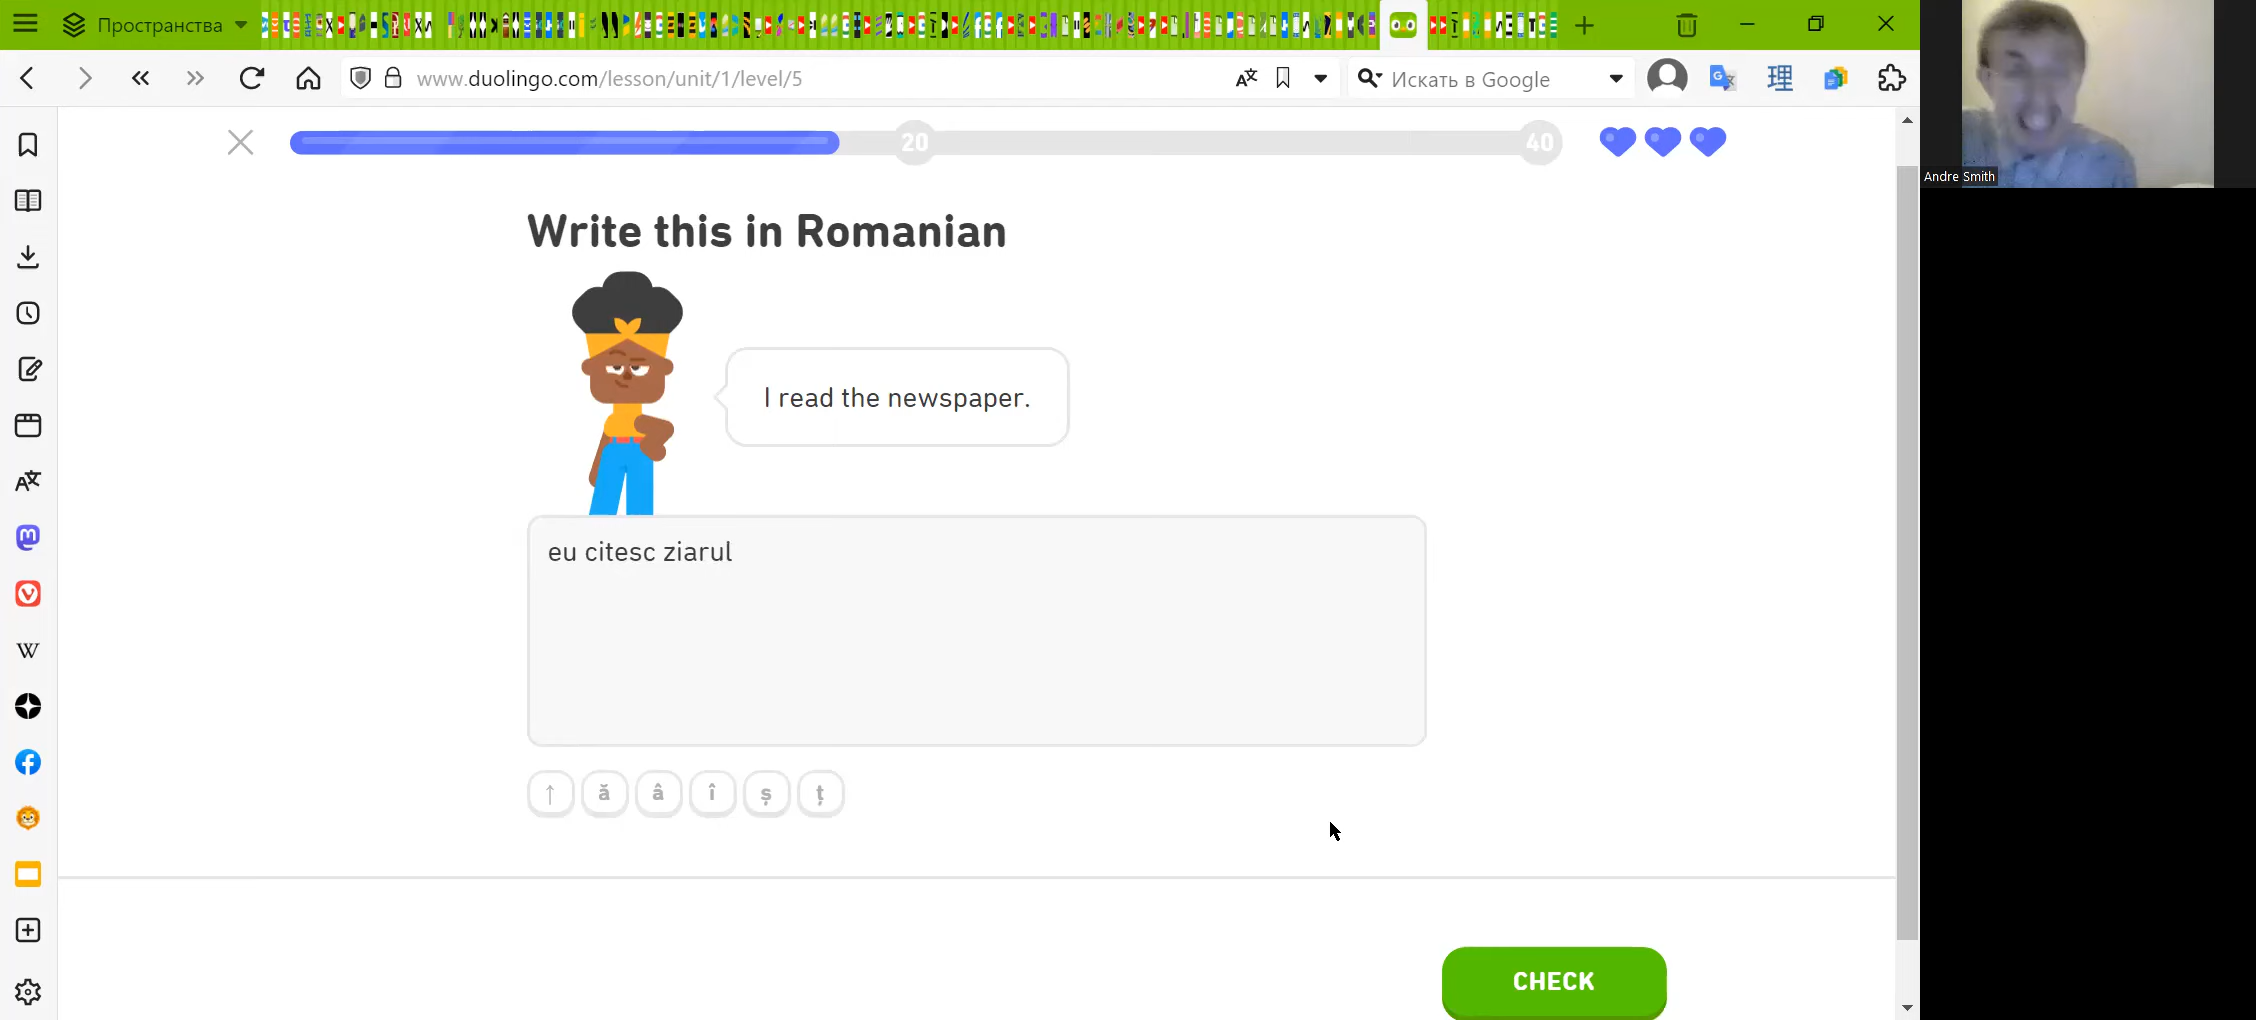 Пространства
www.duolingo.com/lesson/unit/1/level/5
Искать в Google
20
40
Andre Smith
Write this in Romanian
I read the newspaper.
eu citesc ziarul
↑ ă â î ș ț
CHECK